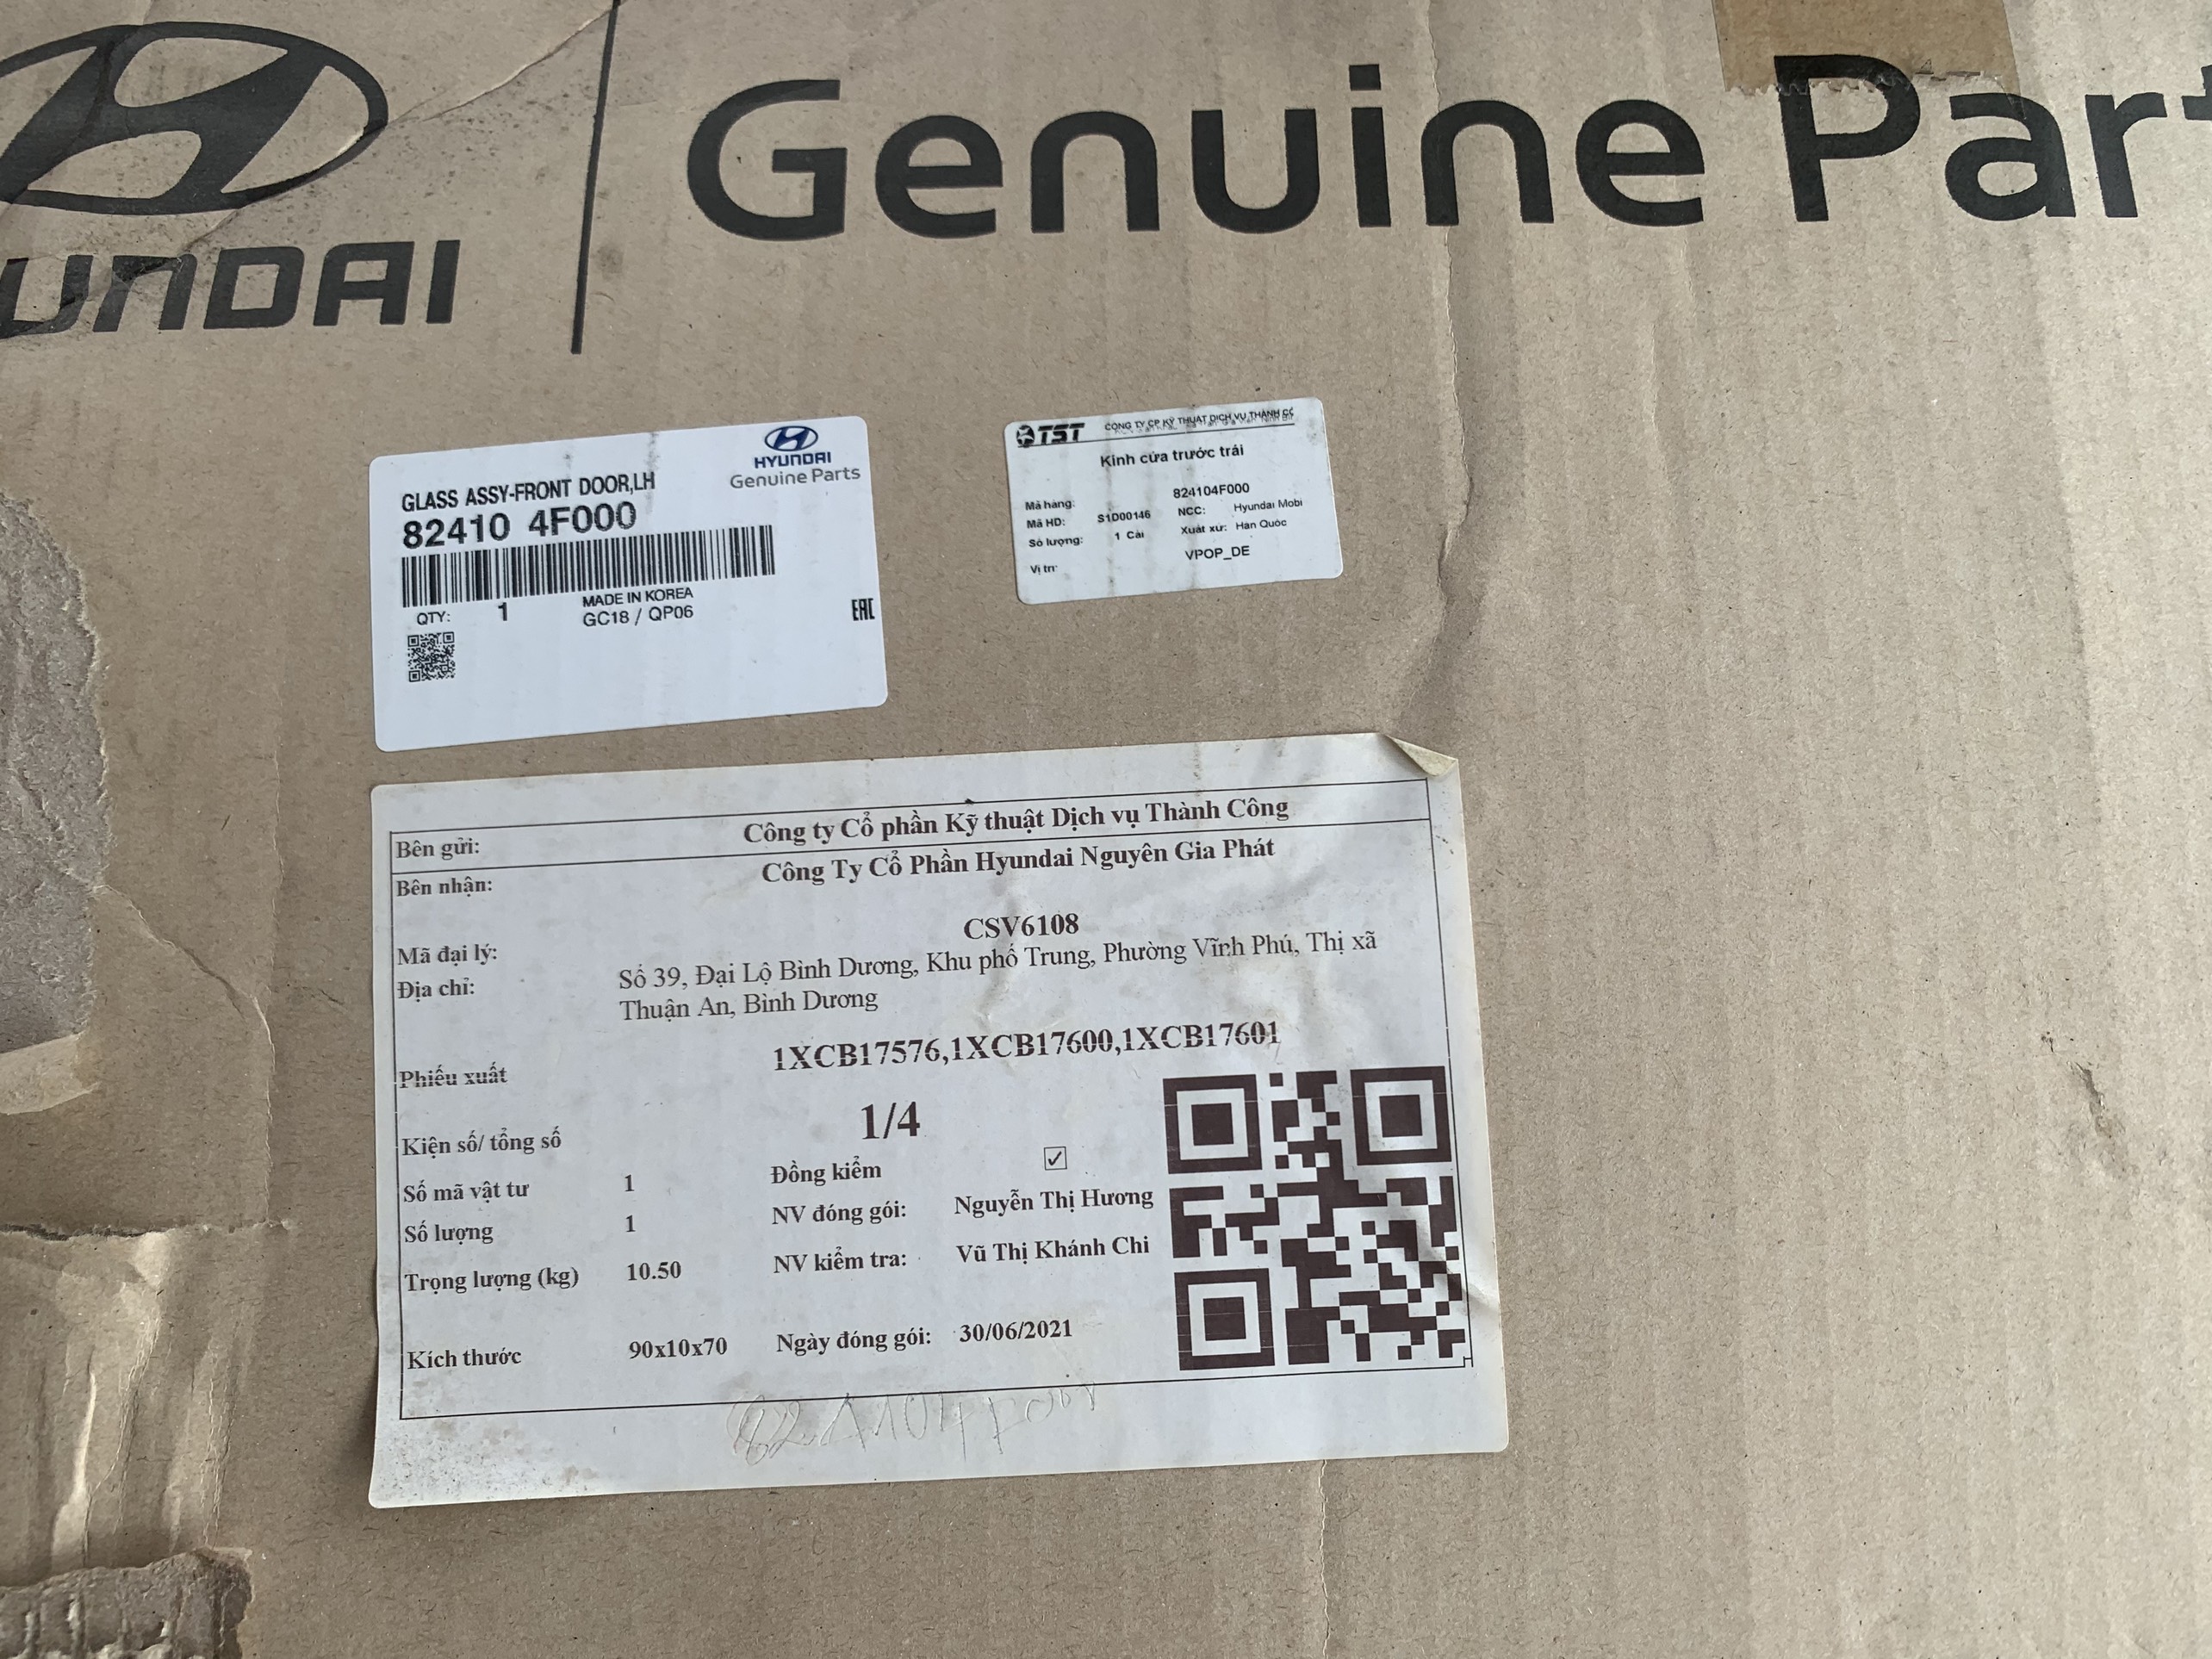 Genuine Part
UNDAI
HYUNDAI
Genuine Parts
GLASS ASSY-FRONT DOOR,LH
82410 4F000
QTY: 1 MADE IN KOREA
GC18 / QP06
EAC
TST CÔNG TY CP KỸ THUẬT DỊCH VỤ THÀNH CÔ
Kính cửa trước trái
Mã hàng: 824104F000
Mã HD: S1D00146 NCC: Hyundai Mobi
Số lượng: 1 Cái Xuất xứ: Hàn Quốc
Vị trí: VPOP_DE
Bên gửi: Công ty Cổ phần Kỹ thuật Dịch vụ Thành Công
Bên nhận: Công Ty Cổ Phần Hyundai Nguyên Gia Phát
Mã đại lý: CSV6108
Địa chỉ: Số 39, Đại Lộ Bình Dương, Khu phố Trung, Phường Vĩnh Phú, Thị xã
Thuận An, Bình Dương
Phiếu xuất 1XCB17576,1XCB17600,1XCB17601
Kiện số/ tổng số 1/4
Số mã vật tư 1 Đồng kiểm ☑
Số lượng 1 NV đóng gói: Nguyễn Thị Hương
Trọng lượng (kg) 10.50 NV kiểm tra: Vũ Thị Khánh Chi
Kích thước 90x10x70 Ngày đóng gói: 30/06/2021